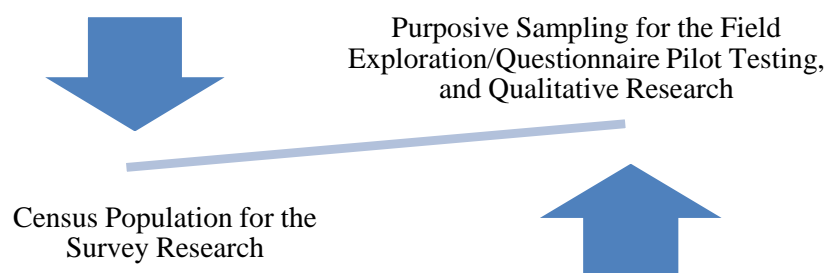 Purposive Sampling for the Field
Exploration/Questionnaire Pilot Testing,
and Qualitative Research
Census Population for the
Survey Research